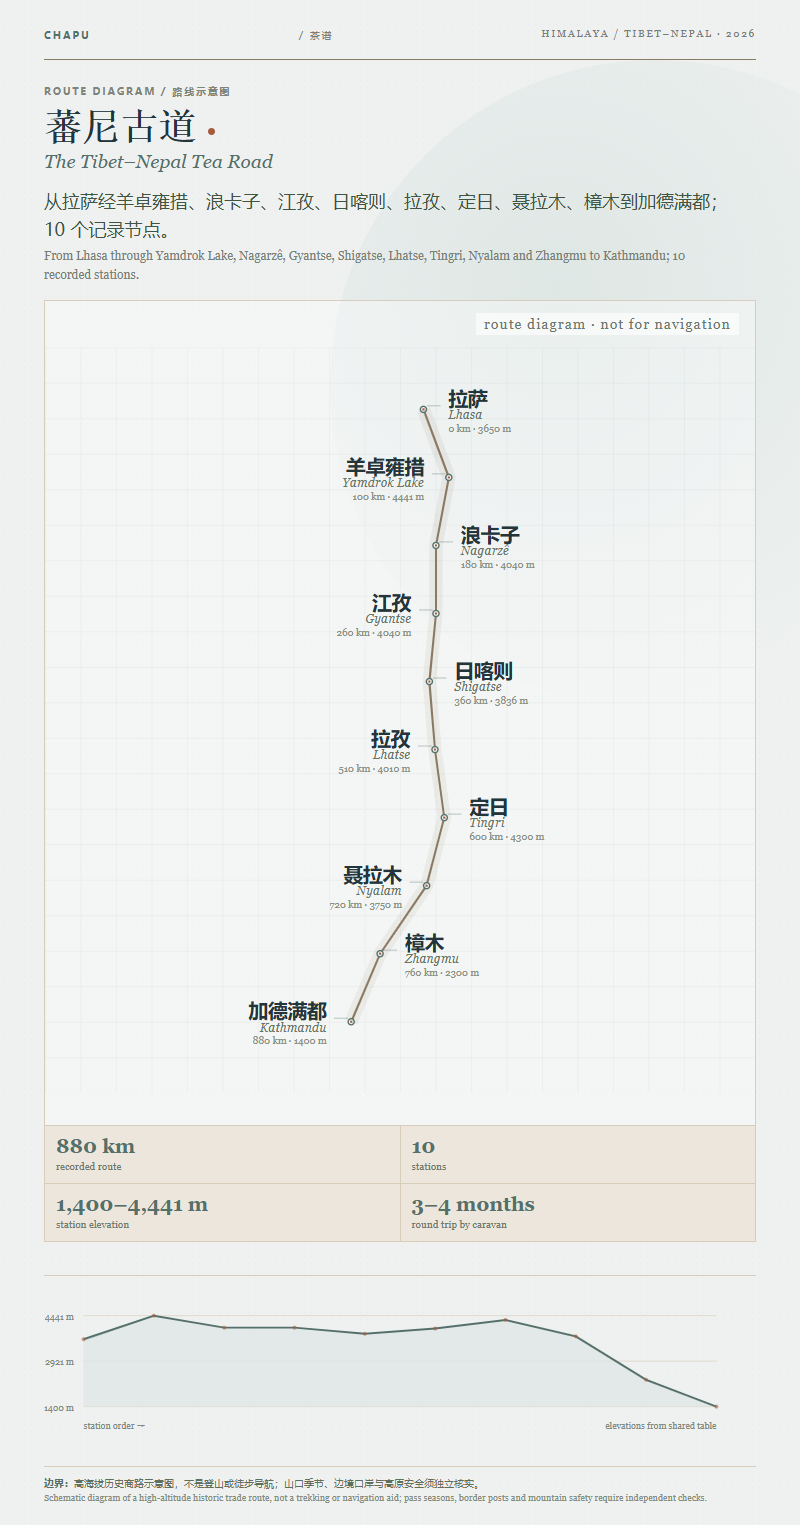 CHAPU / 茶谱 HIMALAYA / TIBET–NEPAL · 2026
ROUTE DIAGRAM / 路线示意图
蕃尼古道
The Tibet–Nepal Tea Road
从拉萨经羊卓雍措、浪卡子、江孜、日喀则、拉孜、定日、聂拉木、樟木到加德满都；
10 个记录节点。
From Lhasa through Yamdrok Lake, Nagarzê, Gyantse, Shigatse, Lhatse, Tingri, Nyalam and Zhangmu to Kathmandu; 10
recorded stations.
route diagram · not for navigation
拉萨
Lhasa
0 km · 3650 m
羊卓雍措
Yamdrok Lake
100 km · 4441 m
浪卡子
Nagarzê
180 km · 4040 m
江孜
Gyantse
260 km · 4040 m
日喀则
Shigatse
360 km · 3836 m
拉孜
Lhatse
510 km · 4010 m
定日
Tingri
600 km · 4300 m
聂拉木
Nyalam
720 km · 3750 m
樟木
Zhangmu
760 km · 2300 m
加德满都
Kathmandu
880 km · 1400 m
880 km
recorded route
10
stations
1,400–4,441 m
station elevation
3–4 months
round trip by caravan
4441 m
2921 m
1400 m
station order →
elevations from shared table
边界：高海拔历史商路示意图，不是登山或徒步导航；山口季节、边境口岸与高原安全须独立核实。
Schematic diagram of a high-altitude historic trade route, not a trekking or navigation aid; pass seasons, border posts and mountain safety require independent checks.